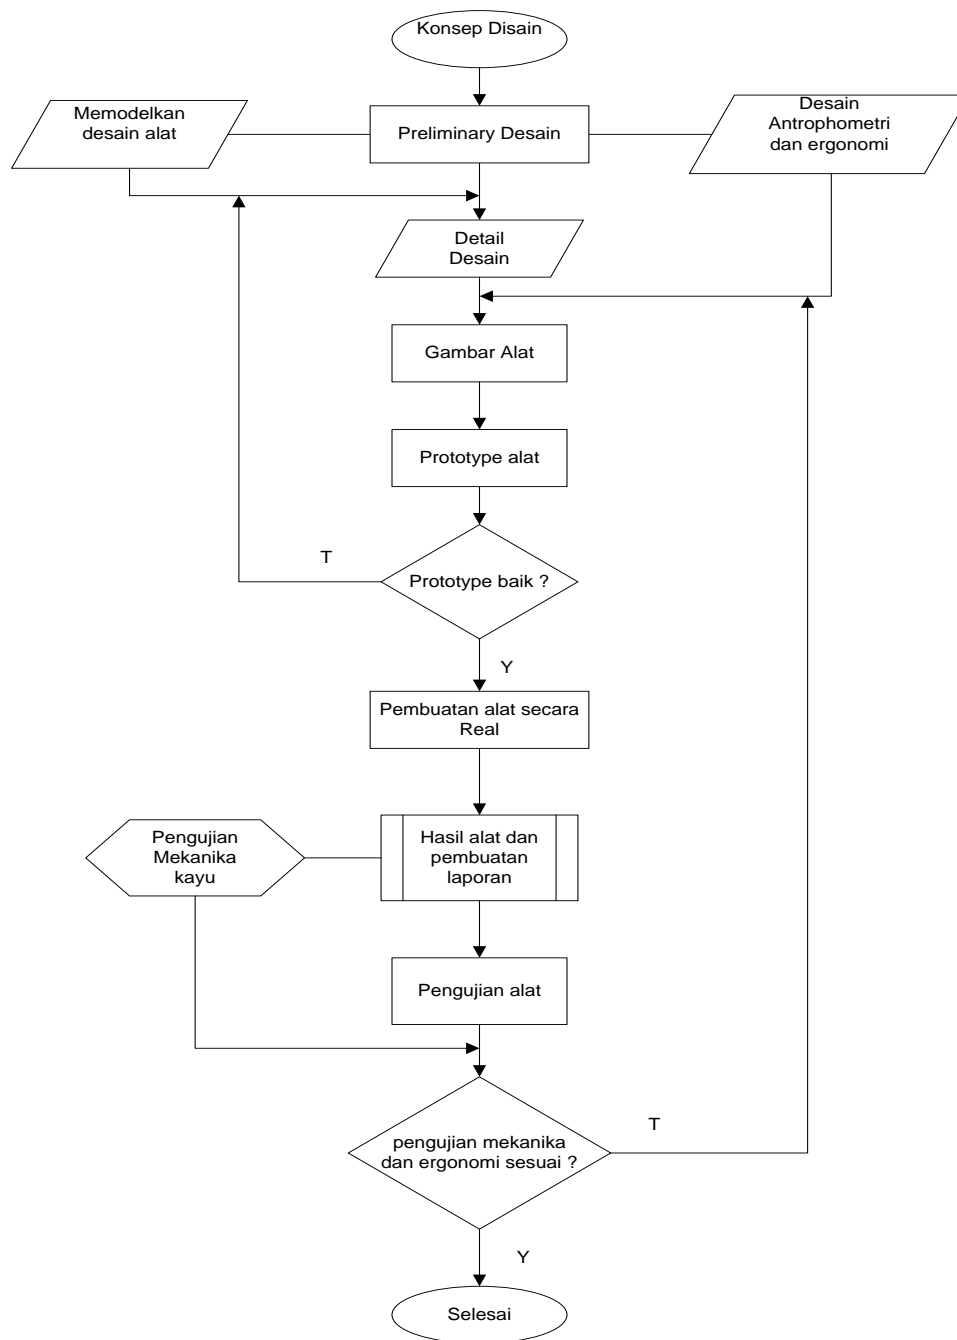 Konsep Disain
Memodelkan
desain alat
Preliminary Desain
Desain
Antrophometri
dan ergonomi
Detail
Desain
Gambar Alat
Prototype alat
T
Prototype baik ?
Y
Pembuatan alat secara
Real
Pengujian
Mekanika
kayu
Hasil alat dan
pembuatan
laporan
Pengujian alat
pengujian mekanika
dan ergonomi sesuai ?
T
Y
Selesai